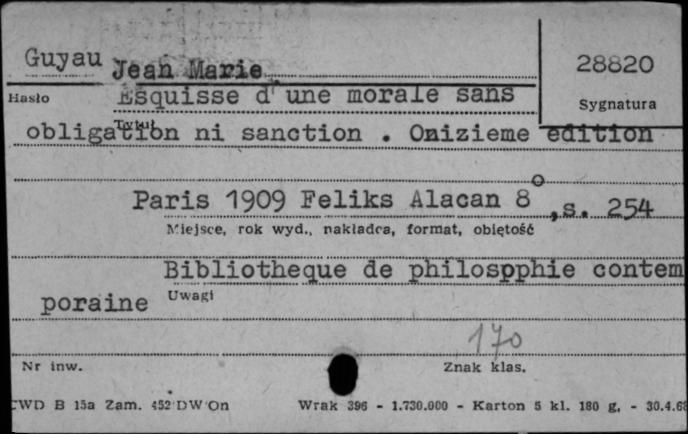 Guyau Jean Marie
28820
Hasło
Esquisse d'une morale sans
Sygnatura
Tytuł
obligation ni sanction . Onizieme edition
Paris 1909 Feliks Alacan 8°, s. 254
Miejsce, rok wyd., nakładca, format, objętość
Bibliotheque de philospphie contem
poraine
Uwagi
170
Nr inw.
Znak klas.
CWD B 15a Zam. 452 DW On
Wrak 396 - 1.730.000 - Karton 5 kl. 180 g. - 30.4.68